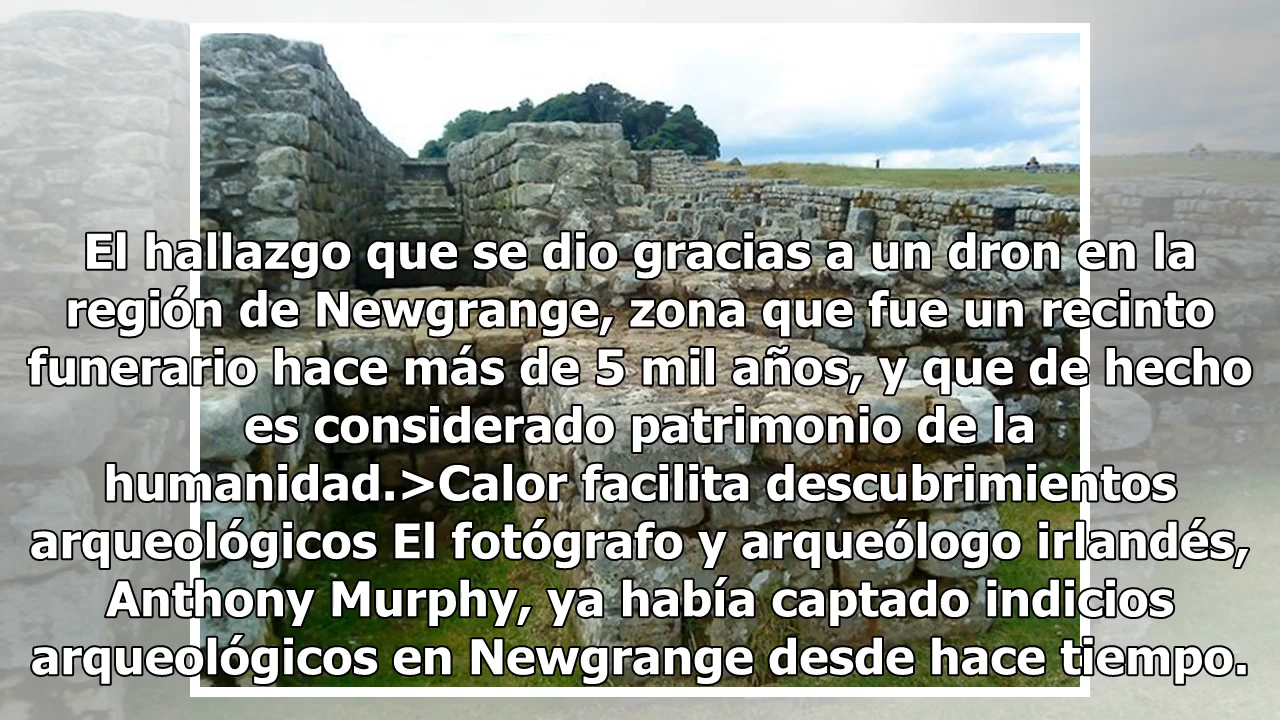 El hallazgo que se dio gracias a un dron en la
región de Newgrange, zona que fue un recinto
funerario hace más de 5 mil años, y que de hecho
es considerado patrimonio de la
humanidad.>Calor facilita descubrimientos
arqueológicos El fotógrafo y arqueólogo irlandés,
Anthony Murphy, ya había captado indicios
arqueológicos en Newgrange desde hace tiempo.